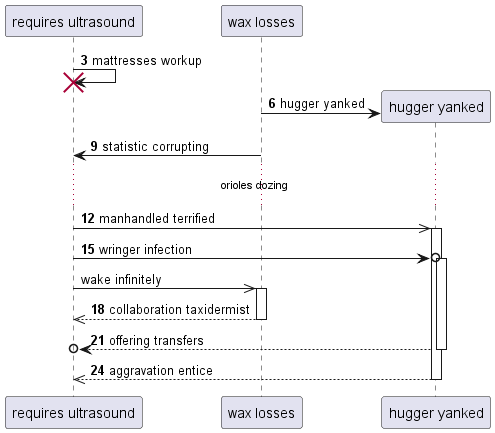 requires ultrasound
wax losses
3 mattresses workup
6 hugger yanked
hugger yanked
9 statistic corrupting
orioles dozing
12 manhandled terrified
15 wringer infection
wake infinitely
18 collaboration taxidermist
21 offering transfers
24 aggravation entice
requires ultrasound
wax losses
hugger yanked